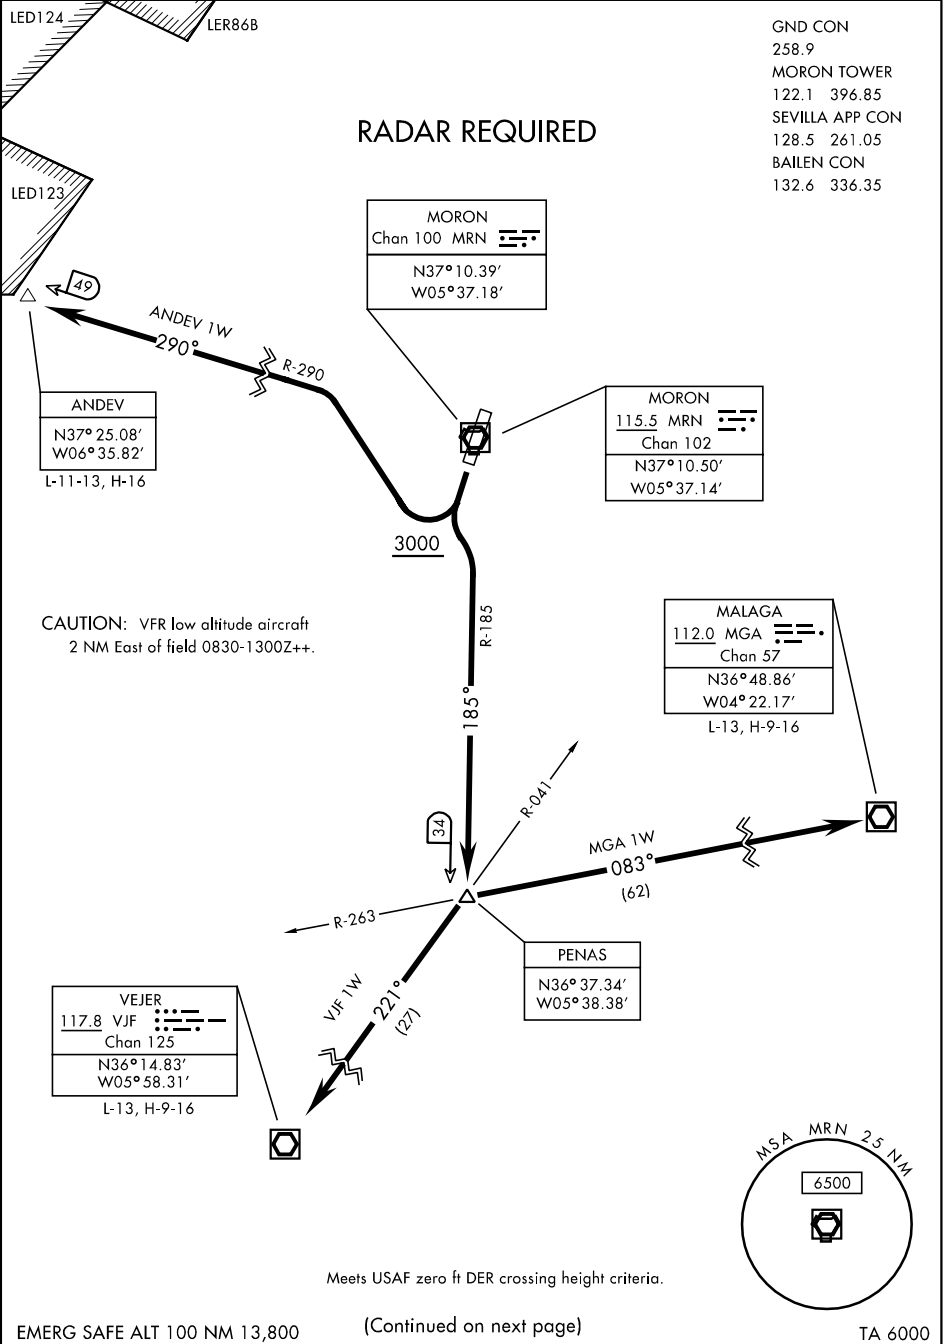 LED124
LER86B
GND CON
258.9
MORON TOWER
122.1 396.85
SEVILLA APP CON
128.5 261.05
BAILEN CON
132.6 336.35
RADAR REQUIRED
LED123
MORON
Chan 100 MRN
N37°10.39′
W05°37.18′
49
ANDEV 1W
290°
R-290
ANDEV
N37°25.08′
W06°35.82′
L-11-13, H-16
MORON
115.5 MRN
Chan 102
N37°10.50′
W05°37.14′
3000
CAUTION: VFR low altitude aircraft
2 NM East of field 0830-1300Z++.
R-185
185°
MALAGA
112.0 MGA
Chan 57
N36°48.86′
W04°22.17′
L-13, H-9-16
R-041
34
MGA 1W
083°
(62)
R-263
PENAS
N36°37.34′
W05°38.38′
VJF 1W
221°
(27)
VEJER
117.8 VJF
Chan 125
N36°14.83′
W05°58.31′
L-13, H-9-16
MSA MRN 25 NM
6500
Meets USAF zero ft DER crossing height criteria.
EMERG SAFE ALT 100 NM 13,800
(Continued on next page)
TA 6000